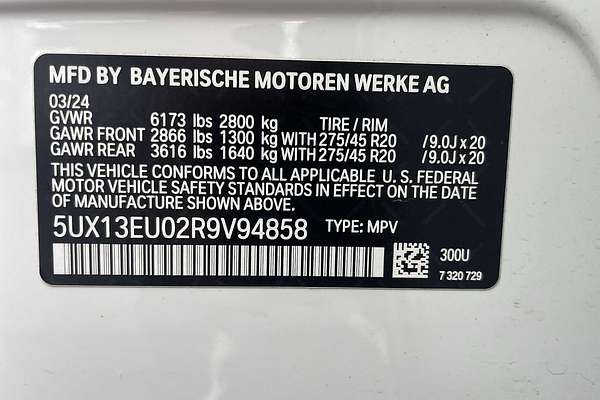 MFD BY BAYERISCHE MOTOREN WERKE AG
03/24
GVWR 6173 lbs 2800 kg TIRE / RIM
GAWR FRONT 2866 lbs 1300 kg WITH 275/45 R20 /9.0J x 20
GAWR REAR 3616 lbs 1640 kg WITH 275/45 R20 /9.0J x 20
THIS VEHICLE CONFORMS TO ALL APPLICABLE U. S. FEDERAL
MOTOR VEHICLE SAFETY STANDARDS IN EFFECT ON THE DATE
OF MANUFACTURE SHOWN ABOVE.
5UX13EU02R9V94858 TYPE: MPV
300U
7 320 729